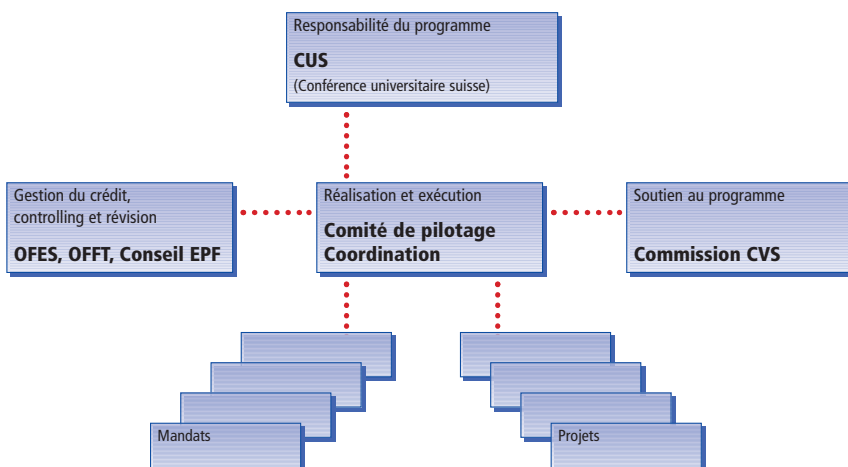 Responsabilité du programme
CUS
(Conférence universitaire suisse)
Gestion du crédit,
controlling et révision
OFES, OFFT, Conseil EPF
Réalisation et exécution
Comité de pilotage
Coordination
Soutien au programme
Commission CVS
Mandats
Projets